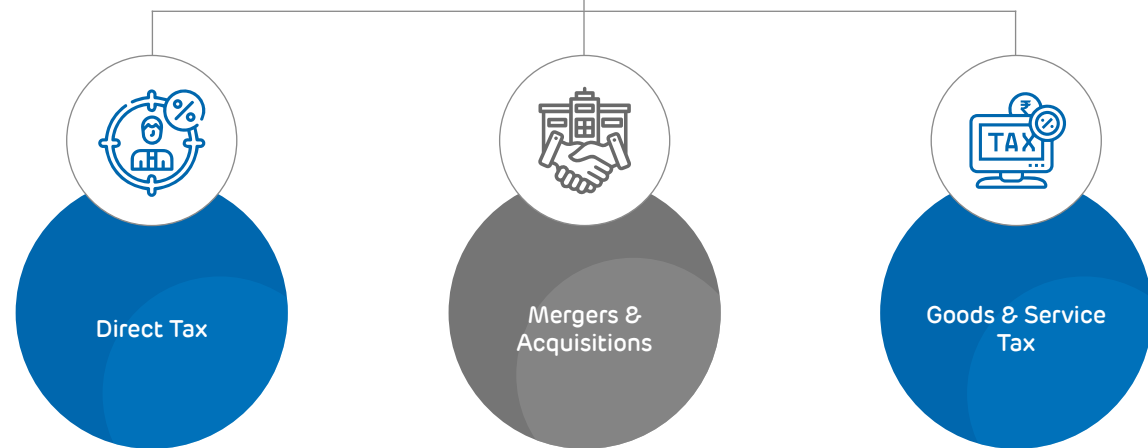 %
₹
%
TAX
Direct Tax
Mergers &
Acquisitions
Goods & Service
Tax